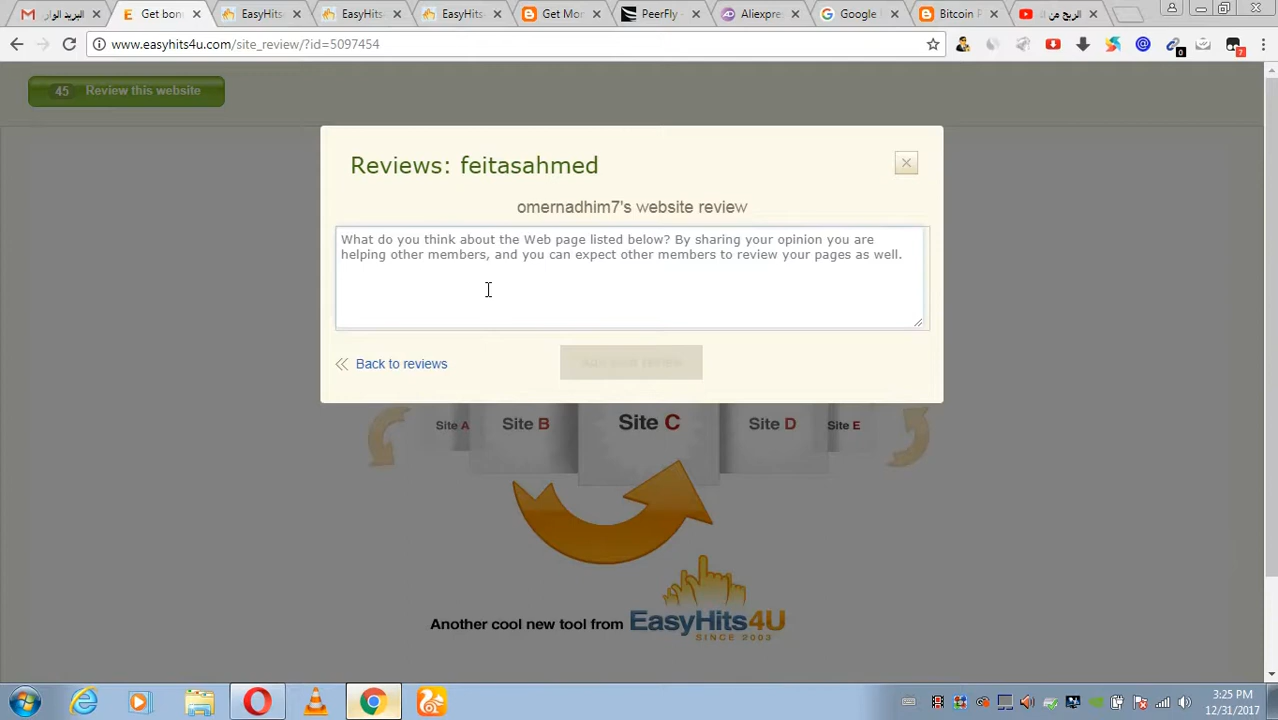 البريد الوار
Get bon
EasyHits
EasyHits
EasyHits
Get Mo
PeerFly -
Aliexpre
Google
Bitcoin F
الربح من
www.easyhits4u.com/site_review/?id=5097454
0
7
45 Review this website
Reviews: feitasahmed
omernadhim7's website review
What do you think about the Web page listed below? By sharing your opinion you are
helping other members, and you can expect other members to review your pages as well.
Back to reviews
Site A
Site B
Site C
Site D
Site E
Another cool new tool from EasyHits4U
SINCE 2003
3:25 PM
12/31/2017